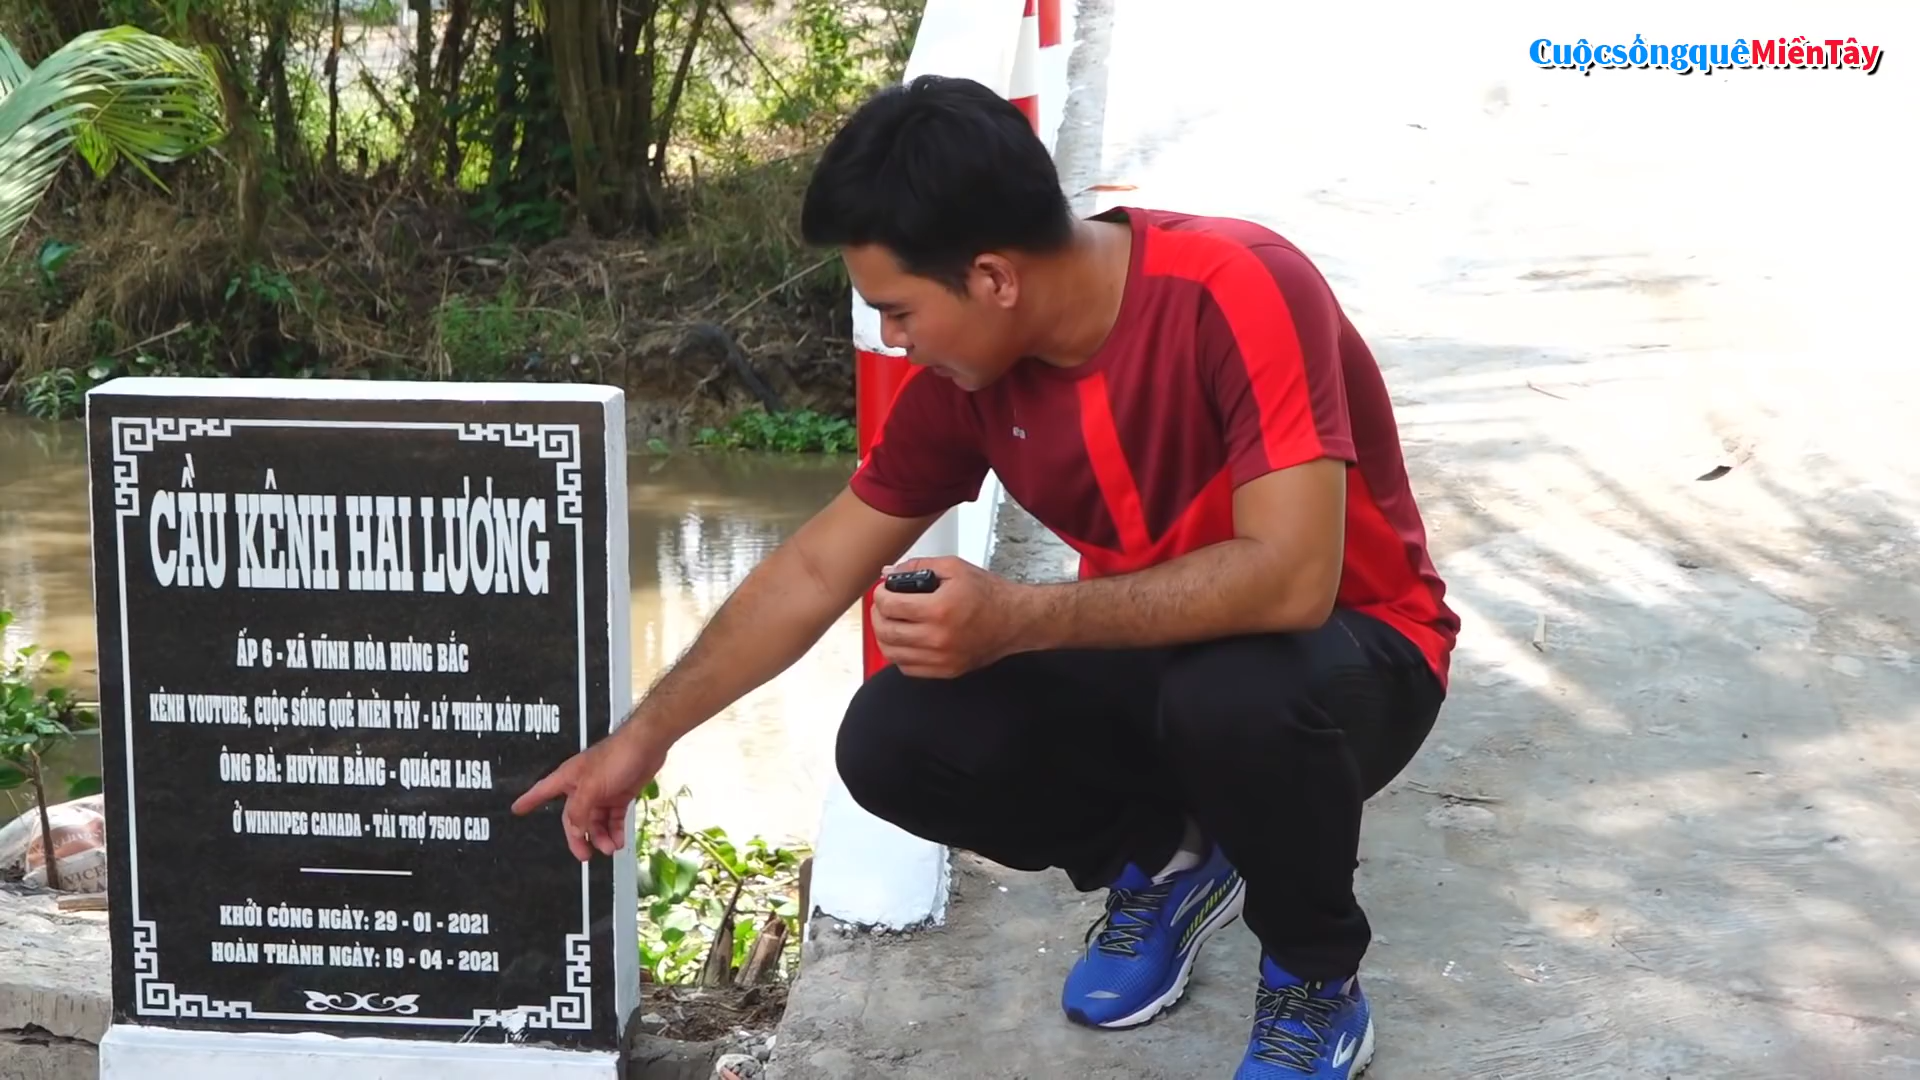 CuộcsốngquêMiềnTây
CẦU KÊNH HAI LƯƠNG
ẤP 6 - XÃ VĨNH HÒA HƯNG BẮC
KÊNH YOUTUBE, CUỘC SỐNG QUÊ MIỀN TÂY - LÝ THIỆN XÂY DỰNG
ÔNG BÀ: HUỲNH BẰNG - QUÁCH LISA
Ở WINNIPEG CANADA - TÀI TRỢ 7500 CAD
KHỞI CÔNG NGÀY: 29 - 01 - 2021
HOÀN THÀNH NGÀY: 19 - 04 - 2021